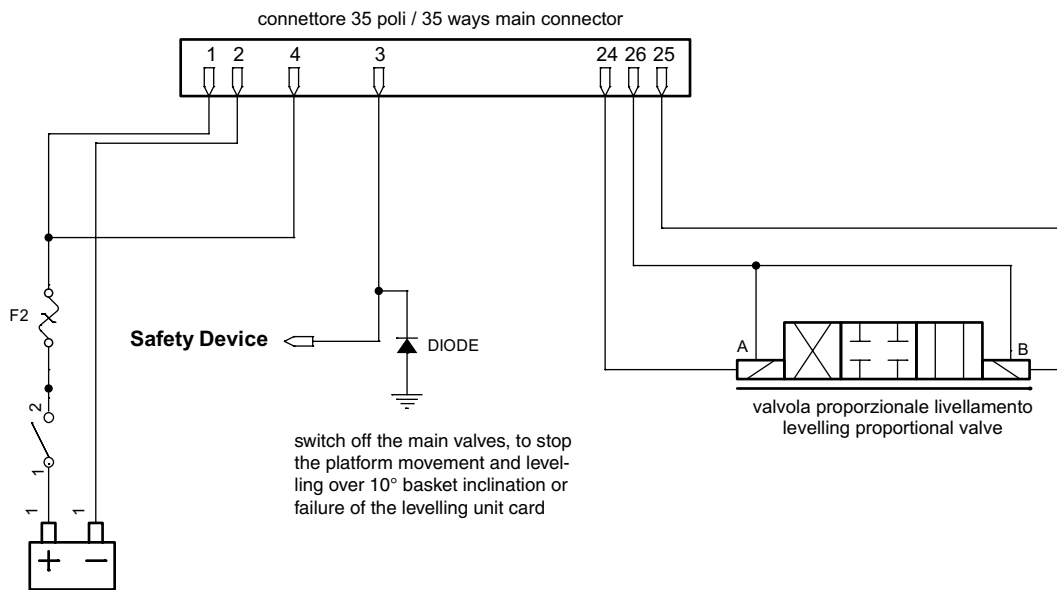 connettore 35 poli / 35 ways main connector
1 2 4 3 24 26 25
F2
Safety Device
DIODE
A
B
valvola proporzionale livellamento
levelling proportional valve
switch off the main valves, to stop
the platform movement and level-
ling over 10° basket inclination or
failure of the levelling unit card
2
1
1
1
+ −